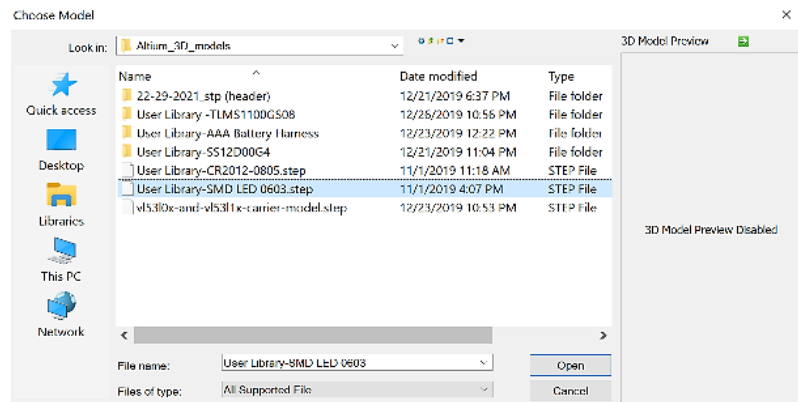 Choose Model
Look in: Altium_3D_models
3D Model Preview
Name Date modified Type
22-29-2021_stp (header) 12/21/2019 6:37 PM File folder
User Library -TLMS1100GS08 12/26/2019 10:56 PM File folder
User Library-AAA Battery Harness 12/23/2019 12:22 PM File folder
User Library-SS12D00G4 12/21/2019 11:04 PM File folder
User Library-CR2012-0805.step 11/1/2019 11:18 AM STEP File
User Library-SMD LED 0603.step 11/1/2019 4:07 PM STEP File
vl53l0x-and-vl53l1x-carrier-model.step 12/23/2019 10:53 PM STEP File
Quick access
Desktop
Libraries
This PC
Network
3D Model Preview Disabled
File name: User Library-SMD LED 0603 Open
Files of type: All Supported File Cancel